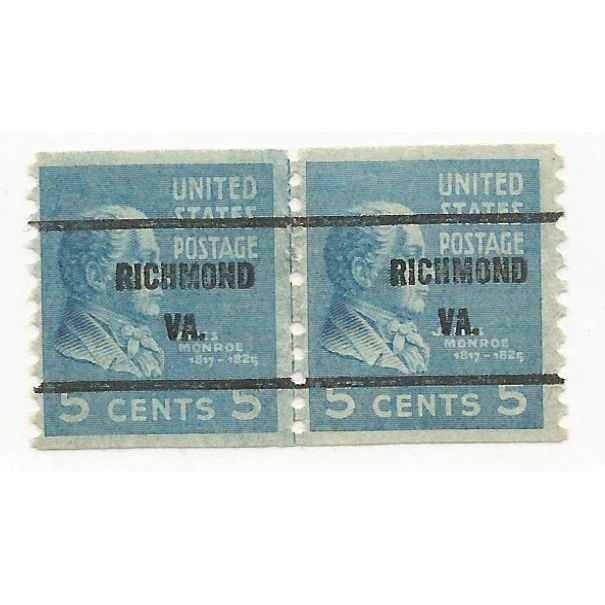 UNITED
STATES
POSTAGE
RICHMOND
VA.
MONROE
1817-1825
5 CENTS 5
UNITED
STATES
POSTAGE
RICHMOND
VA.
MONROE
1817-1825
5 CENTS 5